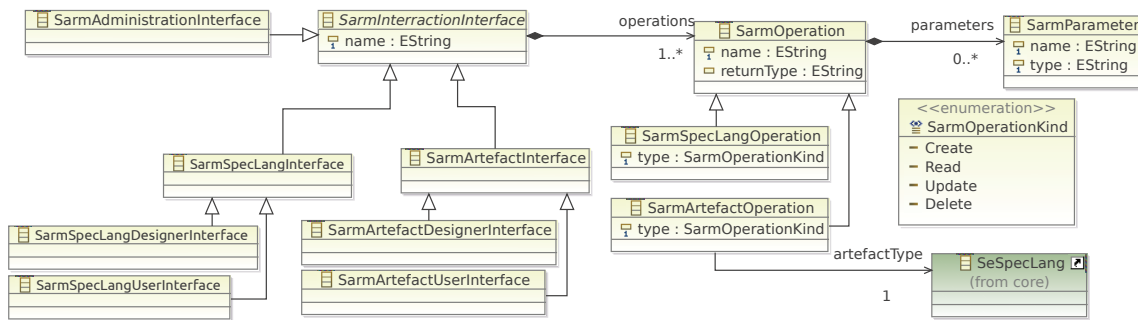 SarmAdministrationInterface
SarmInterractionInterface
name : EString
operations
1..*
SarmOperation
name : EString
returnType : EString
parameters
0..*
SarmParameter
name : EString
type : EString
<<enumeration>>
SarmOperationKind
Create
Read
Update
Delete
SarmSpecLangInterface
SarmArtefactInterface
SarmSpecLangOperation
type : SarmOperationKind
SarmArtefactOperation
type : SarmOperationKind
SarmSpecLangDesignerInterface
SarmArtefactDesignerInterface
SarmSpecLangUserInterface
SarmArtefactUserInterface
artefactType
1
SeSpecLang
(from core)